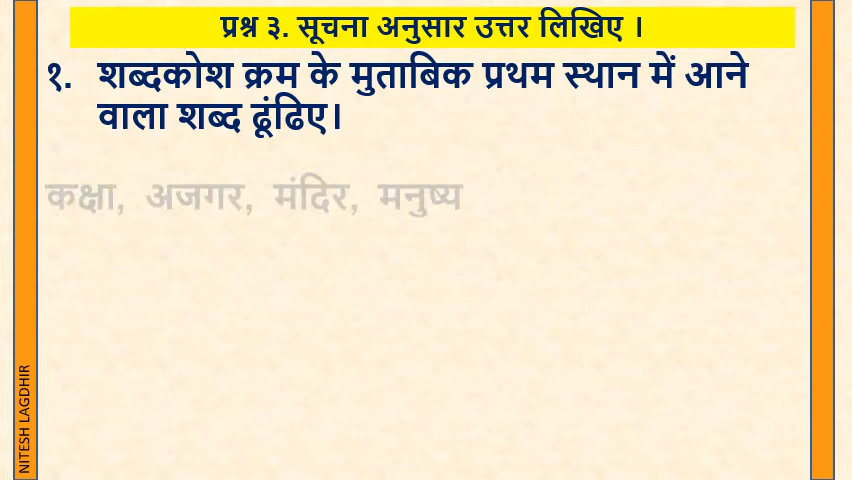 प्रश्न ३. सूचना अनुसार उत्तर लिखिए ।
१. शब्दकोश क्रम के मुताबिक प्रथम स्थान में आने
वाला शब्द ढूंढिए।
कक्षा, अजगर, मंदिर, मनुष्य
NITESH LAGDHIR